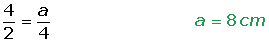 4/2 = a/4 a = 8 cm